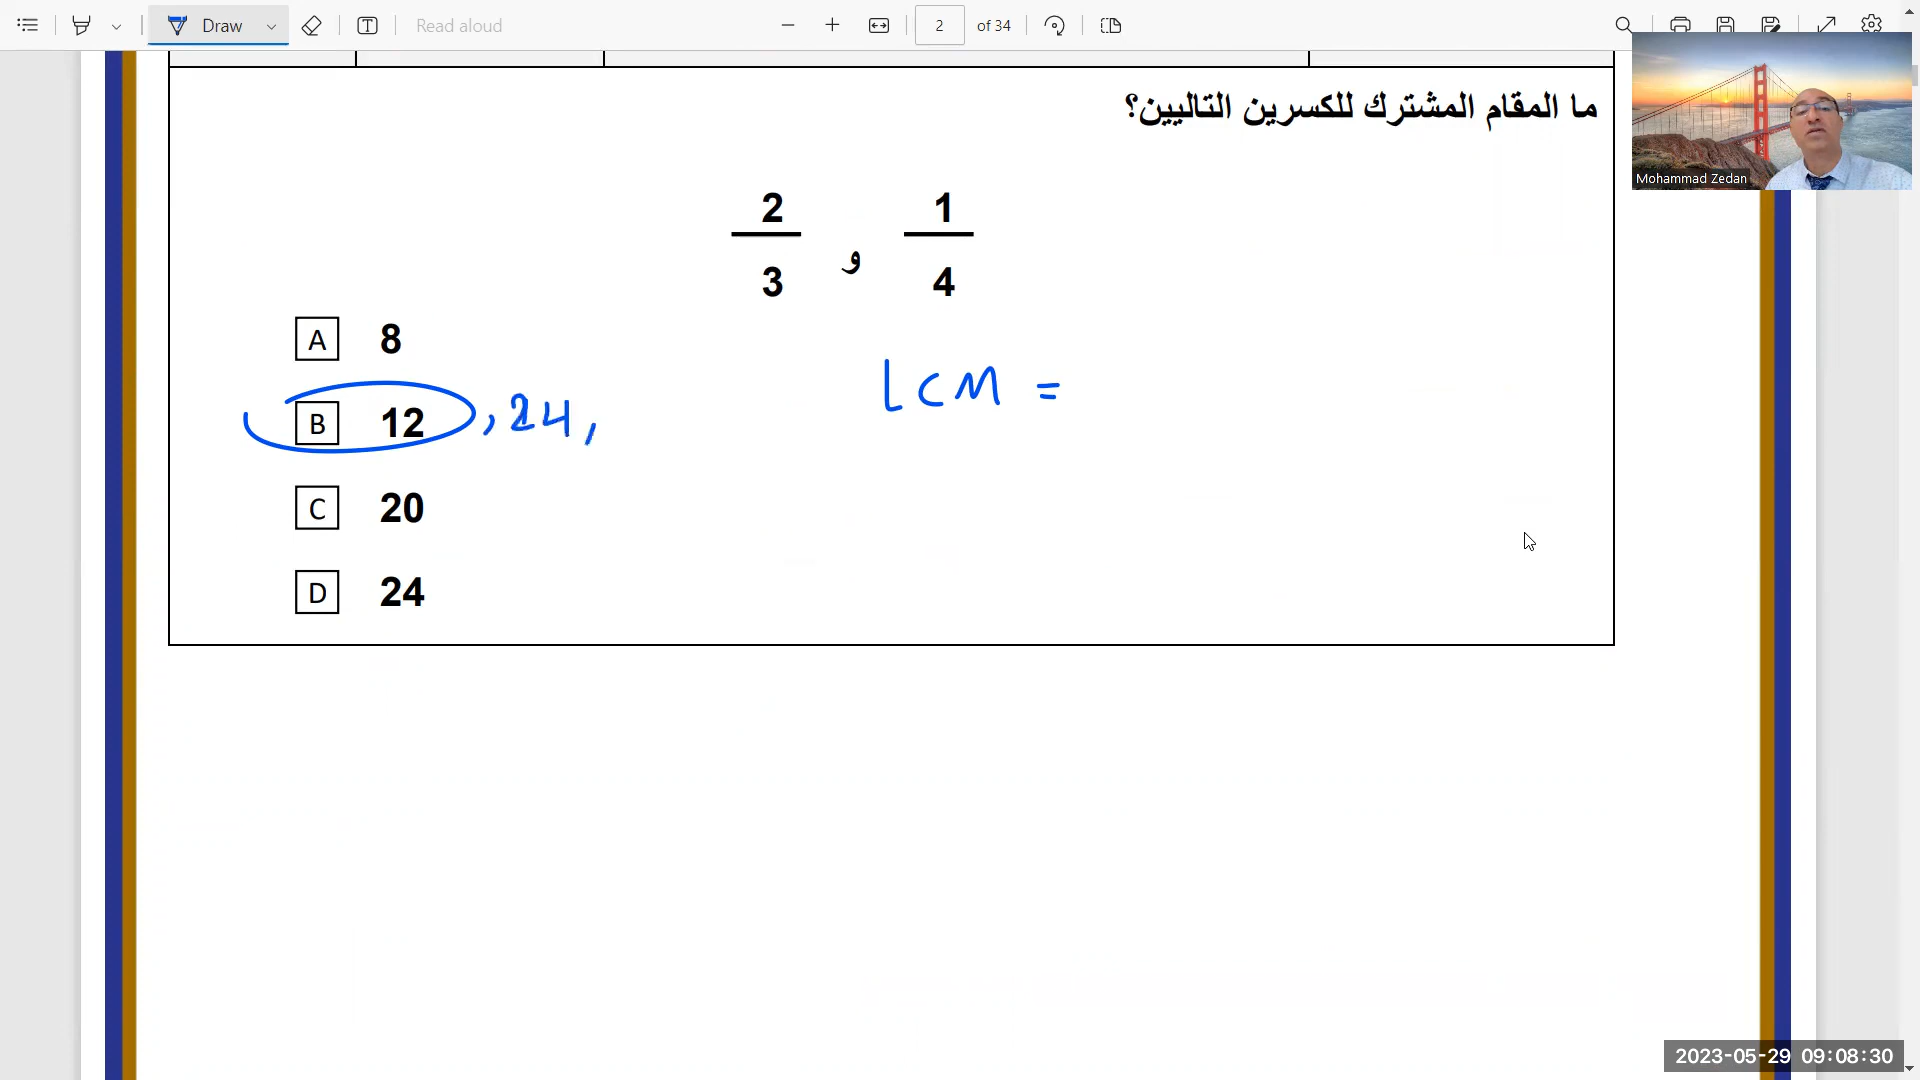 Draw
Read aloud
2 of 34
Mohammad Zedan
ما المقام المشترك للكسرين التاليين؟
2
3
و
1
4
A 8
B 12 , 24 ,
C 20
D 24
LCM =
2023-05-29 09:08:30